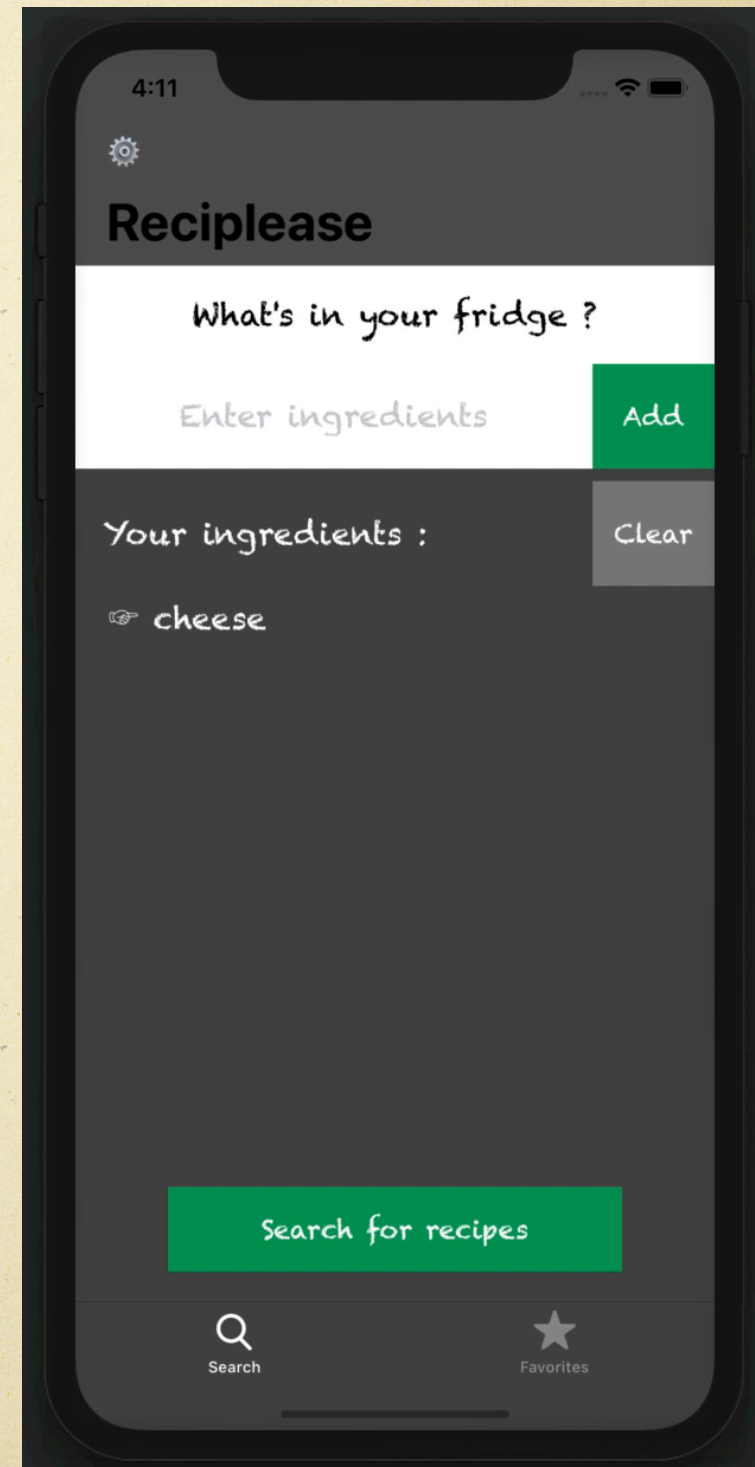 4:11
Reciplease
What's in your fridge ?
Enter ingredients
Add
Your ingredients :
Clear
☞ cheese
Search for recipes
Search
Favorites